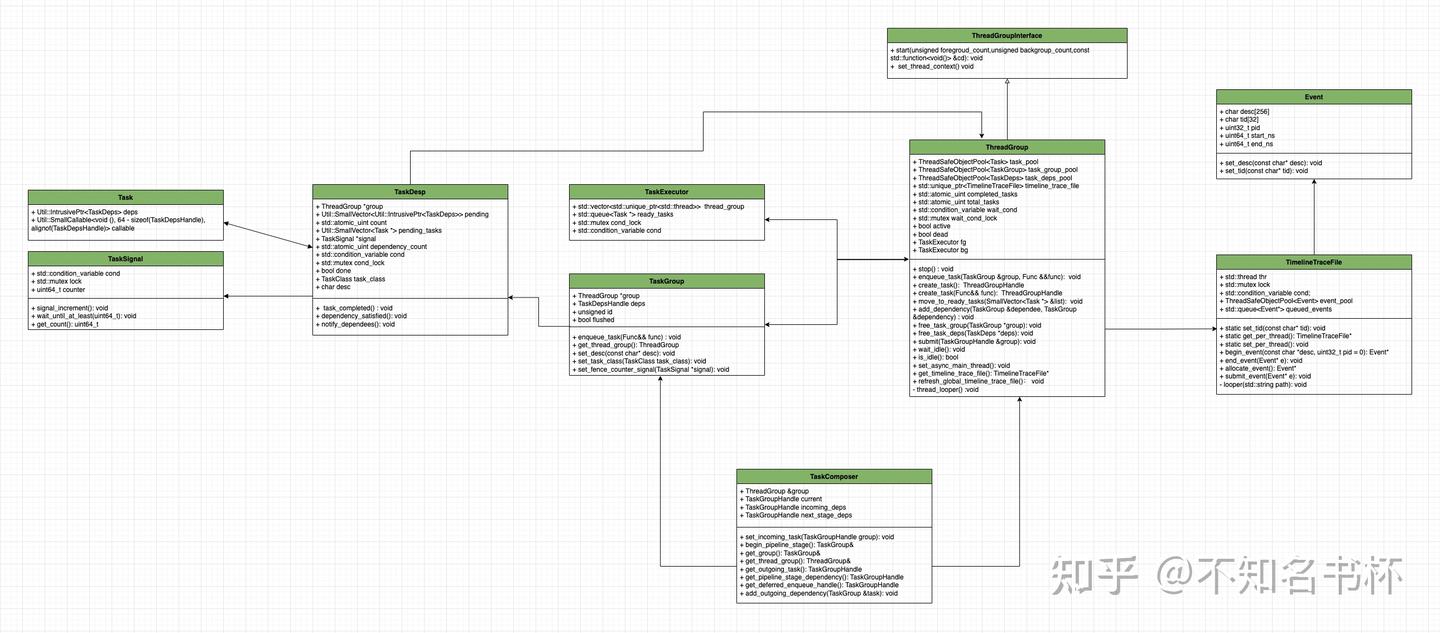 ThreadGroupInterface
+ start(unsigned foregroud_count,unsigned backgroup_count,const
std::function<void()> &cd): void
+ set_thread_context() void
Event
+ char desc[256]
+ char tid[32]
+ uint32_t pid
+ uint64_t start_ns
+ uint64_t end_ns
+ set_desc(const char* desc): void
+ set_tid(const char* tid): void
ThreadGroup
+ ThreadSafeObjectPool<Task> task_pool
+ ThreadSafeObjectPool<TaskGroup> task_group_pool
+ ThreadSafeObjectPool<TaskDeps> task_deps_pool
+ std::unique_ptr<TimelineTraceFile> timeline_trace_file
+ std::atomic_uint completed_tasks
+ std::atomic_uint total_tasks
+ std::condition_variable wait_cond
+ std::mutex wait_cond_lock
+ bool active
+ bool dead
+ TaskExecutor fg
+ TaskExecutor bg
+ stop() : void
+ enqueue_task(TaskGroup &group, Func &&func): void
+ create_task(): ThreadGroupHandle
+ create_task(Func&& func): ThreadGroupHandle
+ move_to_ready_tasks(SmallVector<Task *> &list): void
+ add_dependency(TaskGroup &dependee, TaskGroup
&dependency) : void
+ free_task_group(TaskGroup *group): void
+ free_task_deps(TaskDeps *deps): void
+ submit(TaskGroupHandle &group): void
+ wait_idle(): void
+ is_idle(): bool
+ set_async_main_thread(): void
+ get_timeline_trace_file(): TimelineTraceFile*
+ refresh_global_timeline_trace_file()： void
- thread_looper() :void
Task
+ Util::IntrusivePtr<TaskDeps> deps
+ Util::SmallCallable<void (), 64 - sizeof(TaskDepsHandle),
alignof(TaskDepsHandle)> callable
TaskSignal
+ std::condition_variable cond
+ std::mutex lock
+ uint64_t counter
+ signal_increment(): void
+ wait_until_at_least(uint64_t): void
+ get_count(): uint64_t
TaskDesp
+ ThreadGroup *group
+ Util::SmallVector<Util::IntrusivePtr<TaskDeps>> pending
+ std::atomic_uint count
+ Util::SmallVector<Task *> pending_tasks
+ TaskSignal *signal
+ std::atomic_uint dependency_count
+ std::condition_variable cond
+ std::mutex cond_lock
+ bool done
+ TaskClass task_class
+ char desc
+ task_completed() : void
+ dependency_satisfied(): void
+ notify_dependees(): void
TaskExecutor
+ std::vector<std::unique_ptr<std::thread>> thread_group
+ std::queue<Task *> ready_tasks
+ std::mutex cond_lock
+ std::condition_variable cond
TaskGroup
+ ThreadGroup *group
+ TaskDepsHandle deps
+ unsigned id
+ bool flushed
+ enqueue_task(Func&& func) : void
+ get_thread_group(): ThreadGroup
+ set_desc(const char* desc): void
+ set_task_class(TaskClass task_class): void
+ set_fence_counter_signal(TaskSignal *signal): void
TimelineTraceFile
+ std::thread thr
+ std::mutex lock
+ std::condition_variable cond;
+ ThreadSafeObjectPool<Event> event_pool
+ std::queue<Event*> queued_events
+ static set_tid(const char* tid): void
+ static get_per_thread(): TimelineTraceFile*
+ static set_per_thread(): void
+ begin_event(const char *desc, uint32_t pid = 0): Event*
+ end_event(Event* e): void
+ allocate_event(): Event*
+ submit_event(Event* e): void
- looper(std::string path): void
TaskComposer
+ ThreadGroup &group
+ TaskGroupHandle current
+ TaskGroupHandle incoming_deps
+ TaskGroupHandle next_stage_deps
+ set_incoming_task(TaskGroupHandle group): void
+ begin_pipeline_stage(): TaskGroup&
+ get_group(): TaskGroup&
+ get_thread_group(): ThreadGroup&
+ get_outgoing_task(): TaskGroupHandle
+ get_pipeline_stage_dependency(): TaskGroupHandle
+ get_deferred_enqueue_handle(): TaskGroupHandle
+ add_outgoing_dependency(TaskGroup &task): void
知乎 @不知名书杯